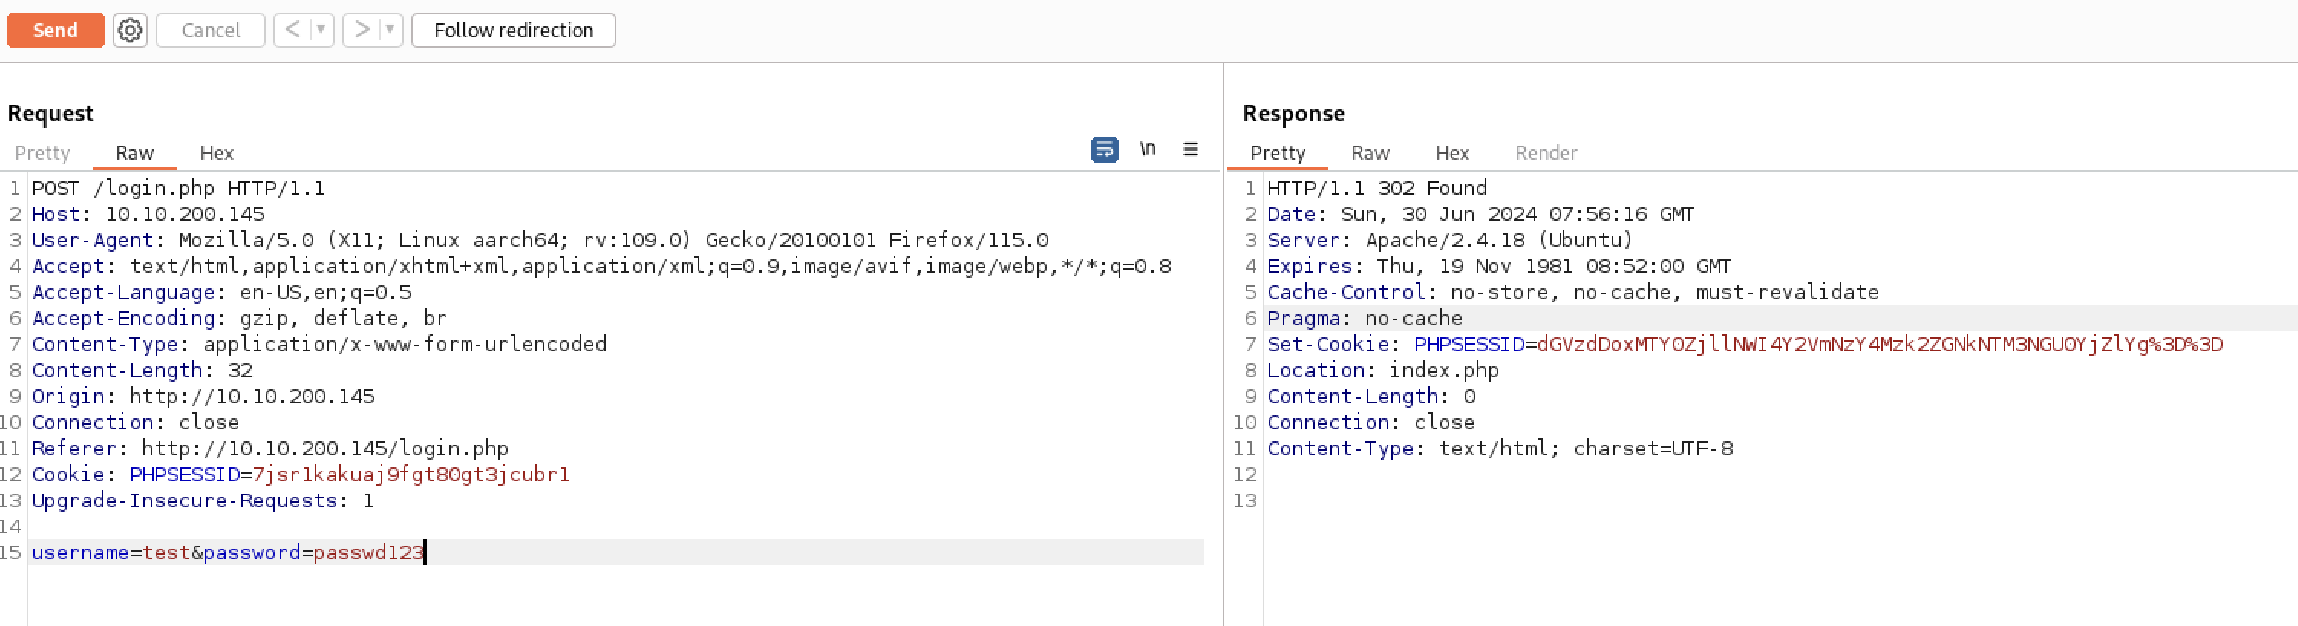 Send Cancel < > Follow redirection
Request
Pretty Raw Hex \n
1 POST /login.php HTTP/1.1
2 Host: 10.10.200.145
3 User-Agent: Mozilla/5.0 (X11; Linux aarch64; rv:109.0) Gecko/20100101 Firefox/115.0
4 Accept: text/html,application/xhtml+xml,application/xml;q=0.9,image/avif,image/webp,*/*;q=0.8
5 Accept-Language: en-US,en;q=0.5
6 Accept-Encoding: gzip, deflate, br
7 Content-Type: application/x-www-form-urlencoded
8 Content-Length: 32
9 Origin: http://10.10.200.145
10 Connection: close
11 Referer: http://10.10.200.145/login.php
12 Cookie: PHPSESSID=7jsr1kakuaj9fgt80gt3jcubr1
13 Upgrade-Insecure-Requests: 1
14
15 username=test&password=passwd123
Response
Pretty Raw Hex Render
1 HTTP/1.1 302 Found
2 Date: Sun, 30 Jun 2024 07:56:16 GMT
3 Server: Apache/2.4.18 (Ubuntu)
4 Expires: Thu, 19 Nov 1981 08:52:00 GMT
5 Cache-Control: no-store, no-cache, must-revalidate
6 Pragma: no-cache
7 Set-Cookie: PHPSESSID=dGVzdDoxMTY0ZjllNWI4Y2VmNzY4Mzk2ZGNkNTM3NGU0YjZlYg%3D%3D
8 Location: index.php
9 Content-Length: 0
10 Connection: close
11 Content-Type: text/html; charset=UTF-8
12
13